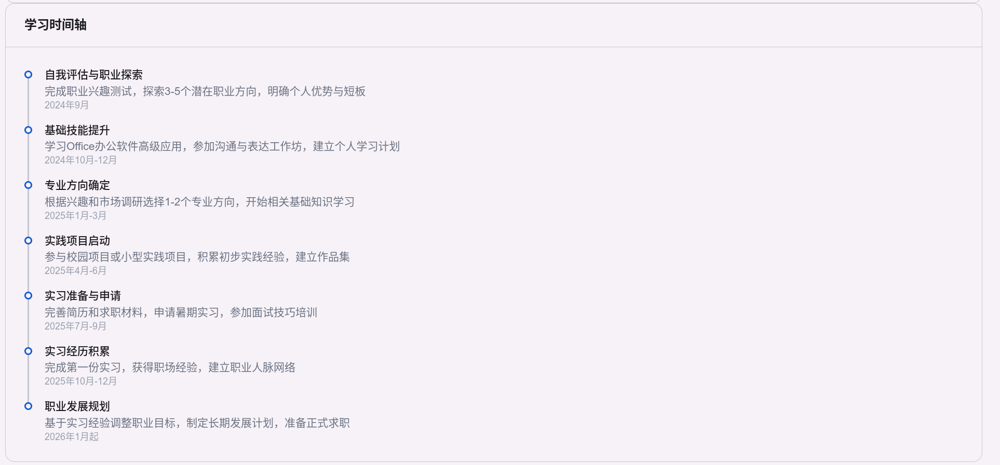 学习时间轴
自我评估与职业探索
完成职业兴趣测试，探索3-5个潜在职业方向，明确个人优势与短板
2024年9月
基础技能提升
学习Office办公软件高级应用，参加沟通与表达工作坊，建立个人学习计划
2024年10月-12月
专业方向确定
根据兴趣和市场调研选择1-2个专业方向，开始相关基础知识学习
2025年1月-3月
实践项目启动
参与校园项目或小型实践项目，积累初步实践经验，建立作品集
2025年4月-6月
实习准备与申请
完善简历和求职材料，申请暑期实习，参加面试技巧培训
2025年7月-9月
实习经历积累
完成第一份实习，获得职场经验，建立职业人脉网络
2025年10月-12月
职业发展规划
基于实习经验调整职业目标，制定长期发展计划，准备正式求职
2026年1月起